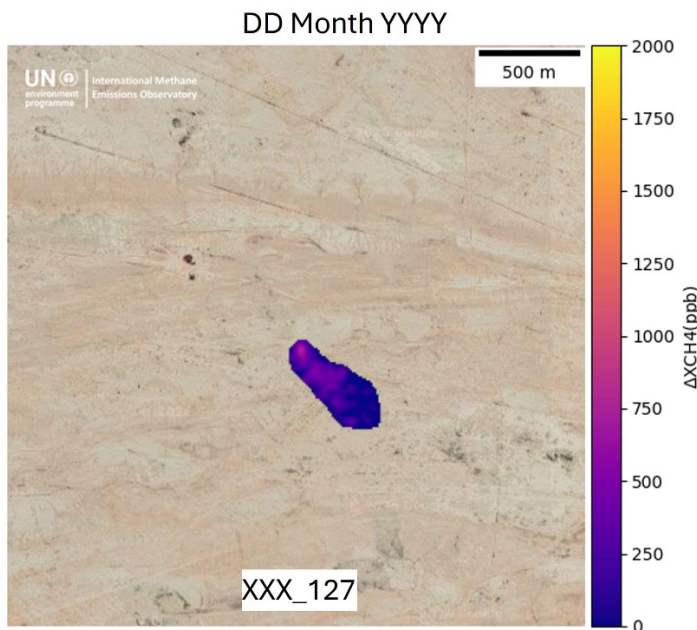 DD Month YYYY
UN
environment
programme
International Methane
Emissions Observatory
500 m
2000
1750
1500
1250
1000
750
500
250
0
ΔXCH4(ppb)
XXX_127